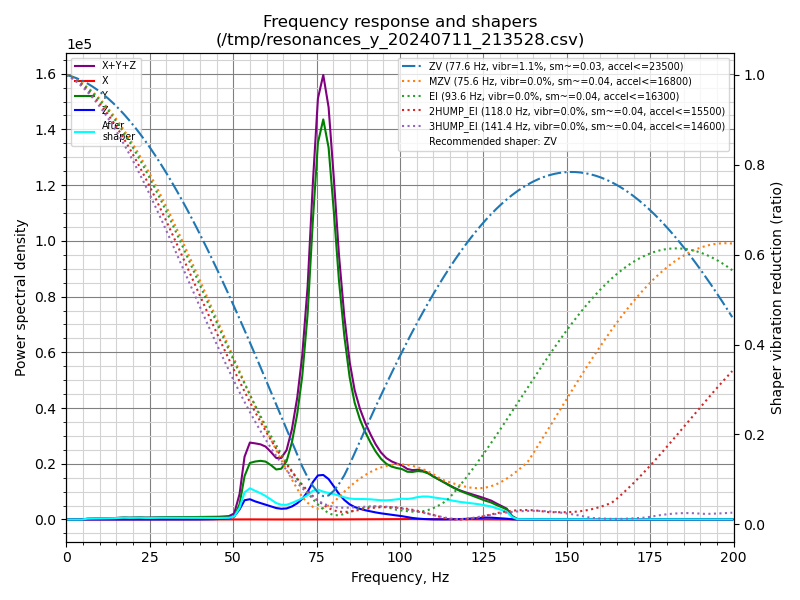 Frequency response and shapers
(/tmp/resonances_y_20240711_213528.csv)
1e5
X+Y+Z
X
Y
After
shaper
ZV (77.6 Hz, vibr=1.1%, sm~=0.03, accel<=23500)
MZV (75.6 Hz, vibr=0.0%, sm~=0.04, accel<=16800)
EI (93.6 Hz, vibr=0.0%, sm~=0.04, accel<=16300)
2HUMP_EI (118.0 Hz, vibr=0.0%, sm~=0.04, accel<=15500)
3HUMP_EI (141.4 Hz, vibr=0.0%, sm~=0.04, accel<=14600)
Recommended shaper: ZV
Power spectral density
1.6
1.4
1.2
1.0
0.8
0.6
0.4
0.2
0.0
1.0
0.8
0.6
0.4
0.2
0.0
Shaper vibration reduction (ratio)
0 25 50 75 100 125 150 175 200
Frequency, Hz